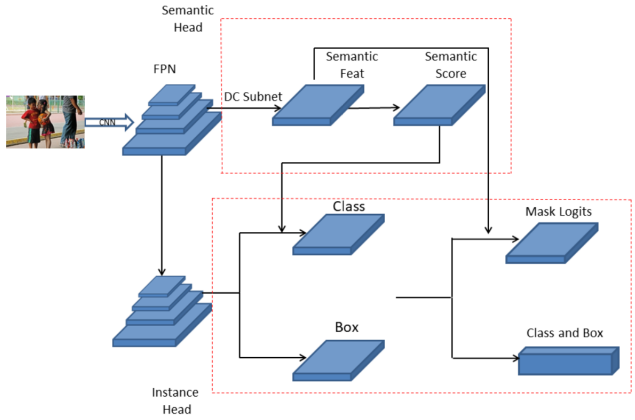 Semantic
Head
FPN
Semantic
Feat
Semantic
Score
DC Subnet
CNN
Class
Mask Logits
Box
Class and Box
Instance
Head